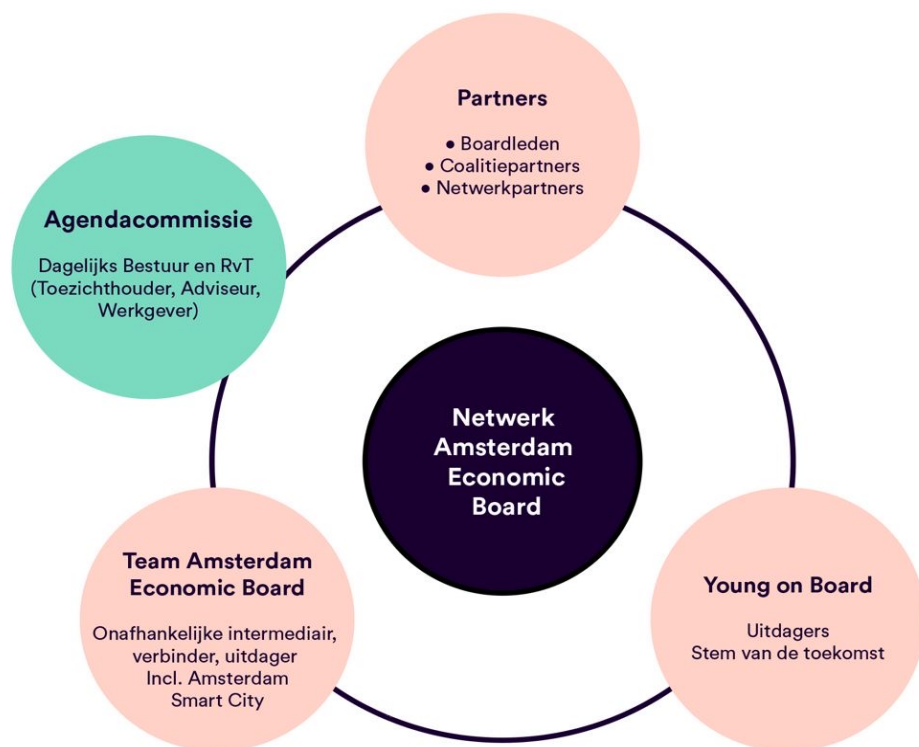 Partners
• Boardleden
• Coalitiepartners
• Netwerkpartners
Agendacommissie
Dagelijks Bestuur en RvT
(Toezichthouder, Adviseur,
Werkgever)
Netwerk
Amsterdam
Economic
Board
Team Amsterdam
Economic Board
Onafhankelijke intermediair,
verbinder, uitdager
Incl. Amsterdam
Smart City
Young on Board
Uitdagers
Stem van de toekomst